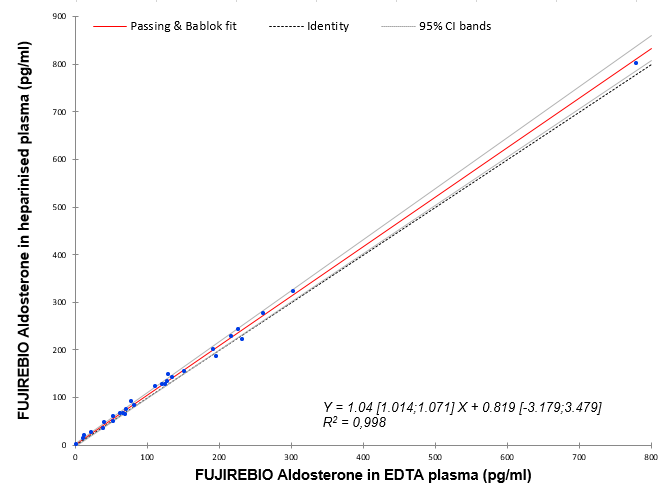 Passing & Bablok fit
Identity
95% CI bands
FUJIREBIO Aldosterone in heparinised plasma (pg/ml)
900
800
700
600
500
400
300
200
100
0
Y = 1.04 [1.014;1.071] X + 0.819 [-3.179;3.479]
R² = 0,998
0 100 200 300 400 500 600 700 800
FUJIREBIO Aldosterone in EDTA plasma (pg/ml)